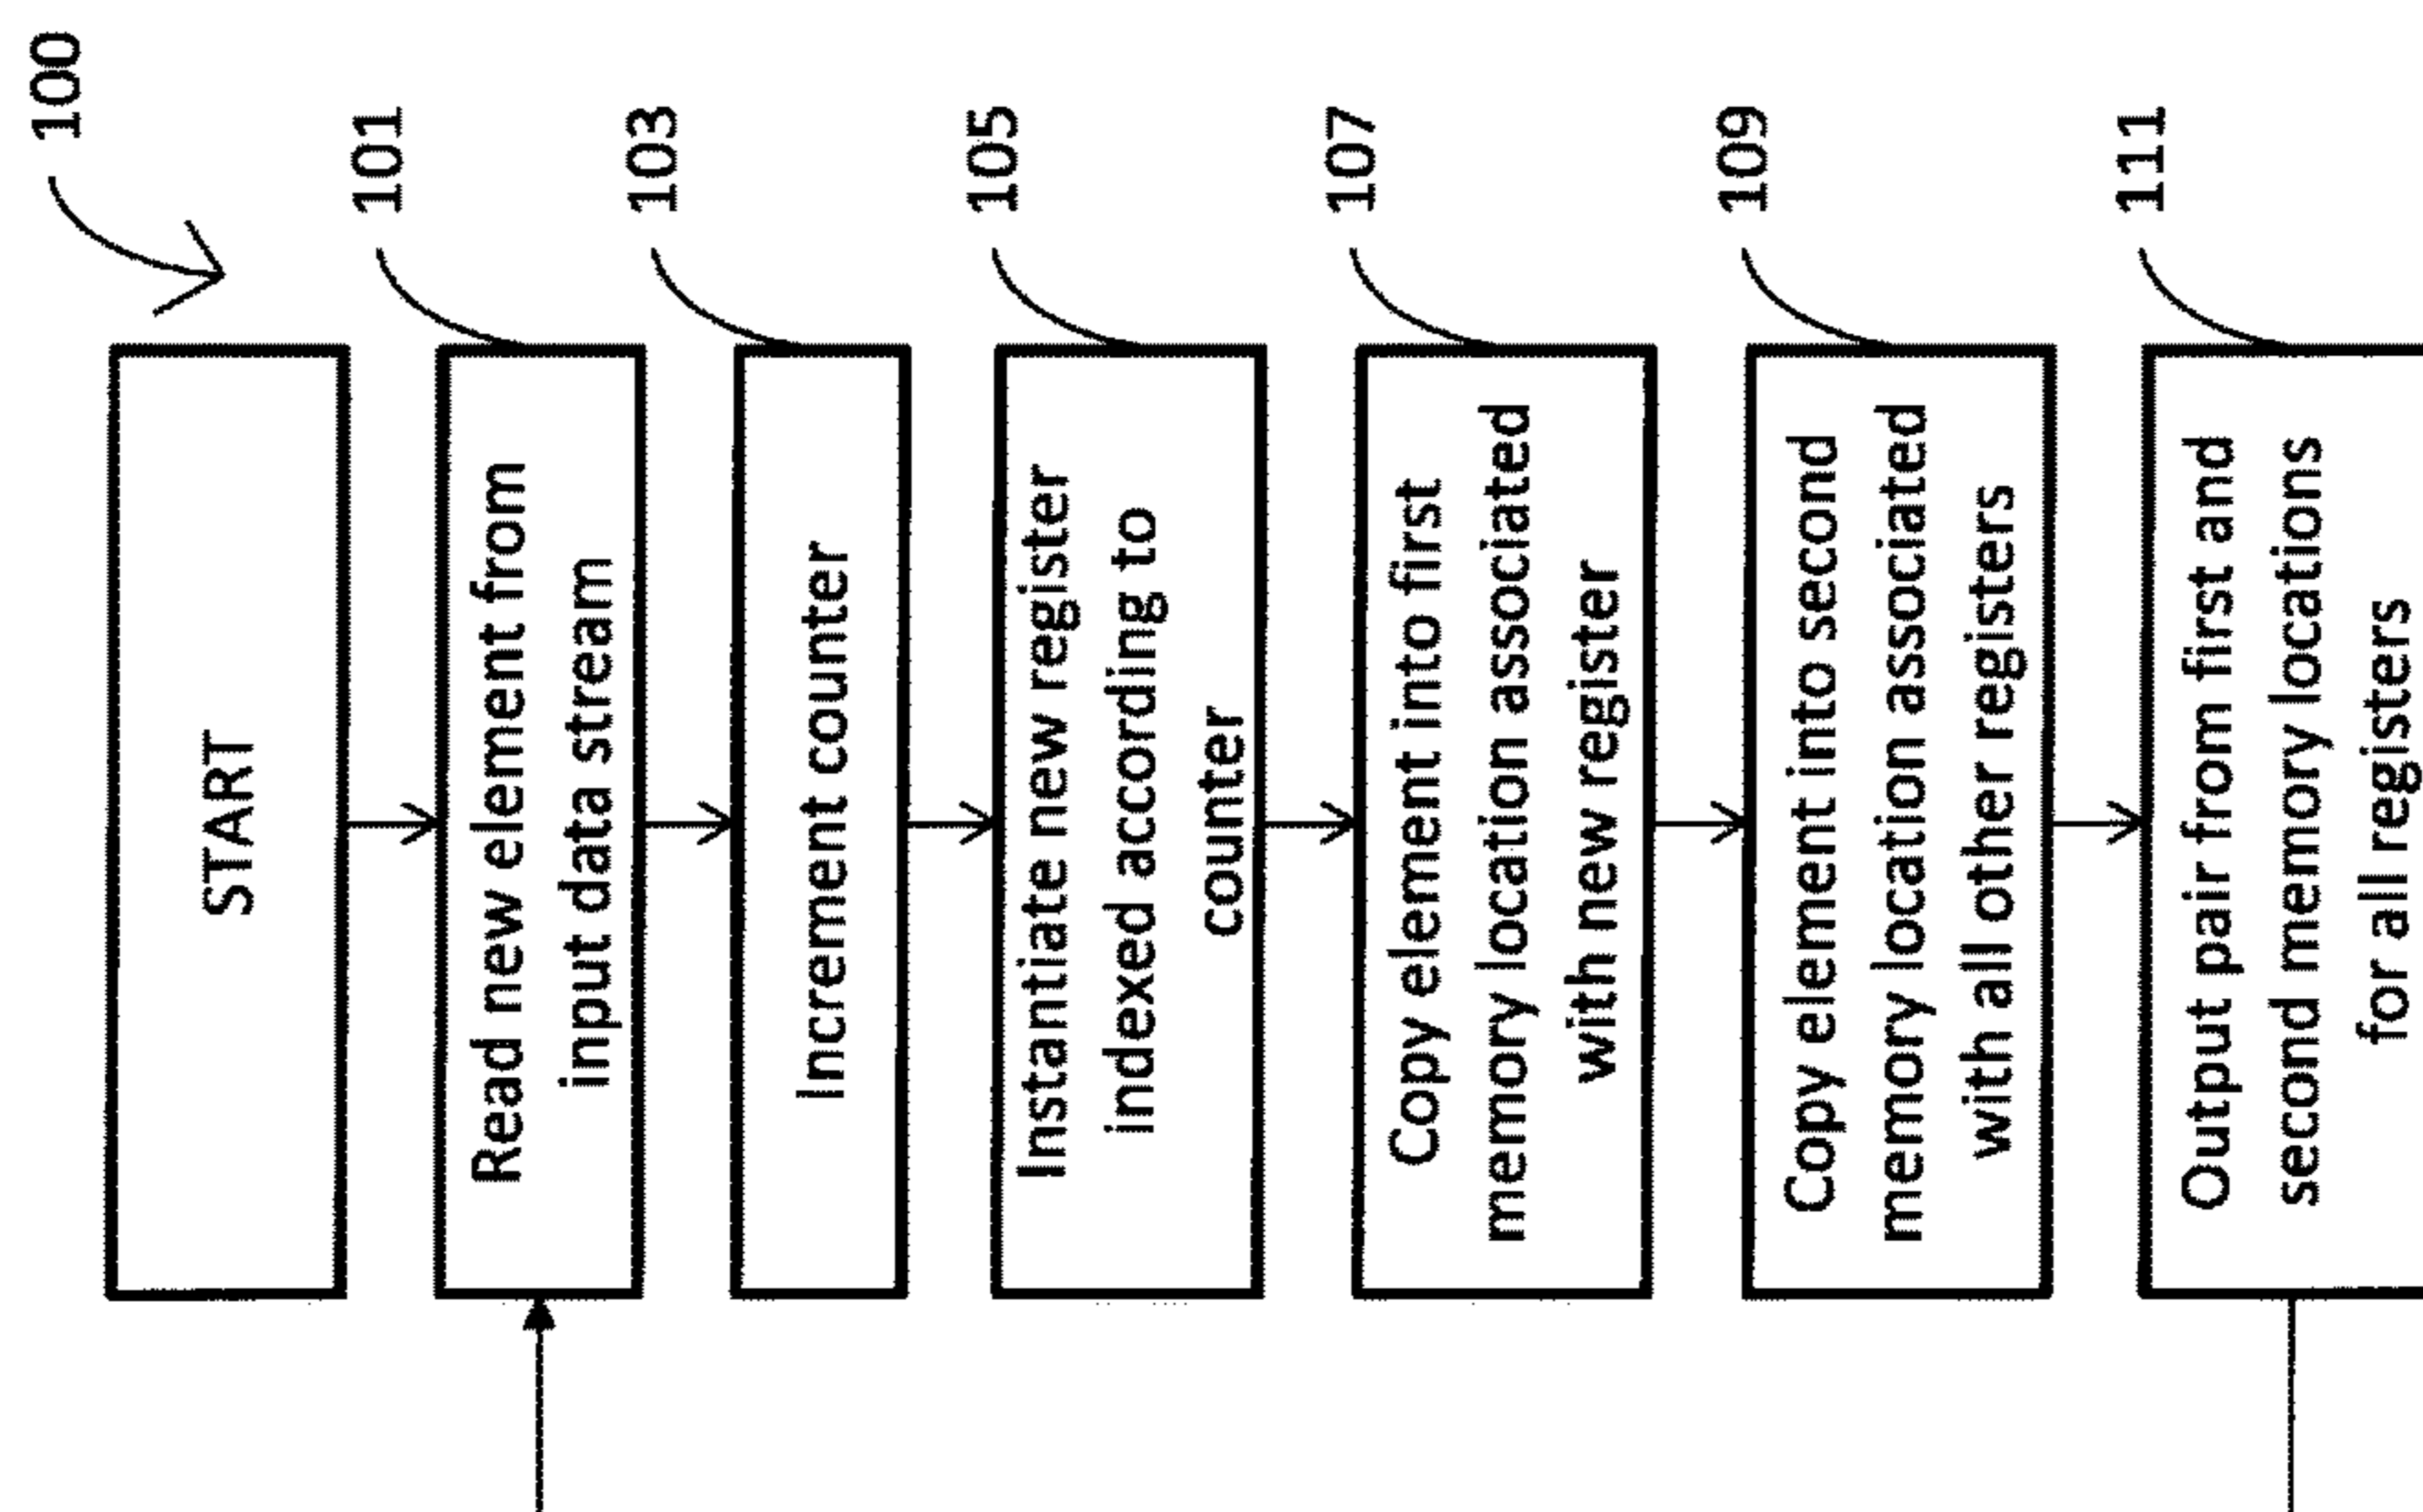 100
START
101
Read new element from
input data stream
103
Increment counter
105
Instantiate new register
indexed according to
counter
107
Copy element into first
memory location associated
with new register
109
Copy element into second
memory location associated
with all other registers
111
Output pair from first and
second memory locations
for all registers